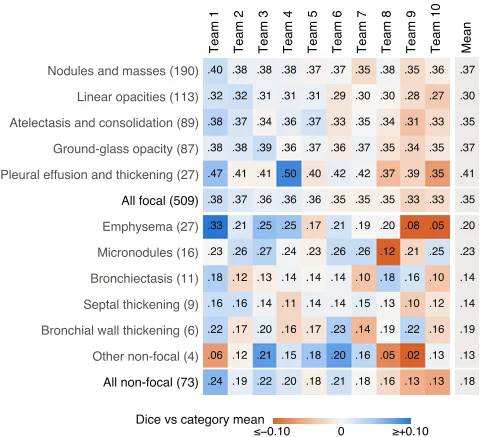 Team 1 Team 2 Team 3 Team 4 Team 5 Team 6 Team 7 Team 8 Team 9 Team 10 Mean
Nodules and masses (190) .40 .38 .38 .38 .37 .37 .35 .38 .35 .36 .37
Linear opacities (113) .32 .32 .31 .31 .31 .29 .30 .30 .28 .27 .30
Atelectasis and consolidation (89) .38 .37 .34 .36 .37 .33 .35 .34 .31 .33 .35
Ground-glass opacity (87) .38 .38 .39 .36 .37 .36 .37 .35 .34 .35 .37
Pleural effusion and thickening (27) .47 .41 .41 .50 .40 .42 .42 .37 .39 .35 .41
All focal (509) .38 .37 .36 .36 .36 .35 .35 .35 .33 .33 .35
Emphysema (27) .33 .21 .25 .25 .17 .21 .19 .20 .08 .05 .20
Micronodules (16) .23 .26 .27 .24 .23 .26 .26 .12 .21 .25 .23
Bronchiectasis (11) .18 .12 .13 .14 .14 .14 .10 .18 .16 .10 .14
Septal thickening (9) .16 .16 .14 .11 .14 .14 .15 .13 .10 .12 .14
Bronchial wall thickening (6) .22 .17 .20 .16 .17 .23 .14 .19 .22 .16 .19
Other non-focal (4) .06 .12 .21 .15 .18 .20 .16 .05 .02 .13 .13
All non-focal (73) .24 .19 .22 .20 .18 .21 .18 .16 .13 .13 .18
Dice vs category mean
≤−0.10 0 ≥+0.10